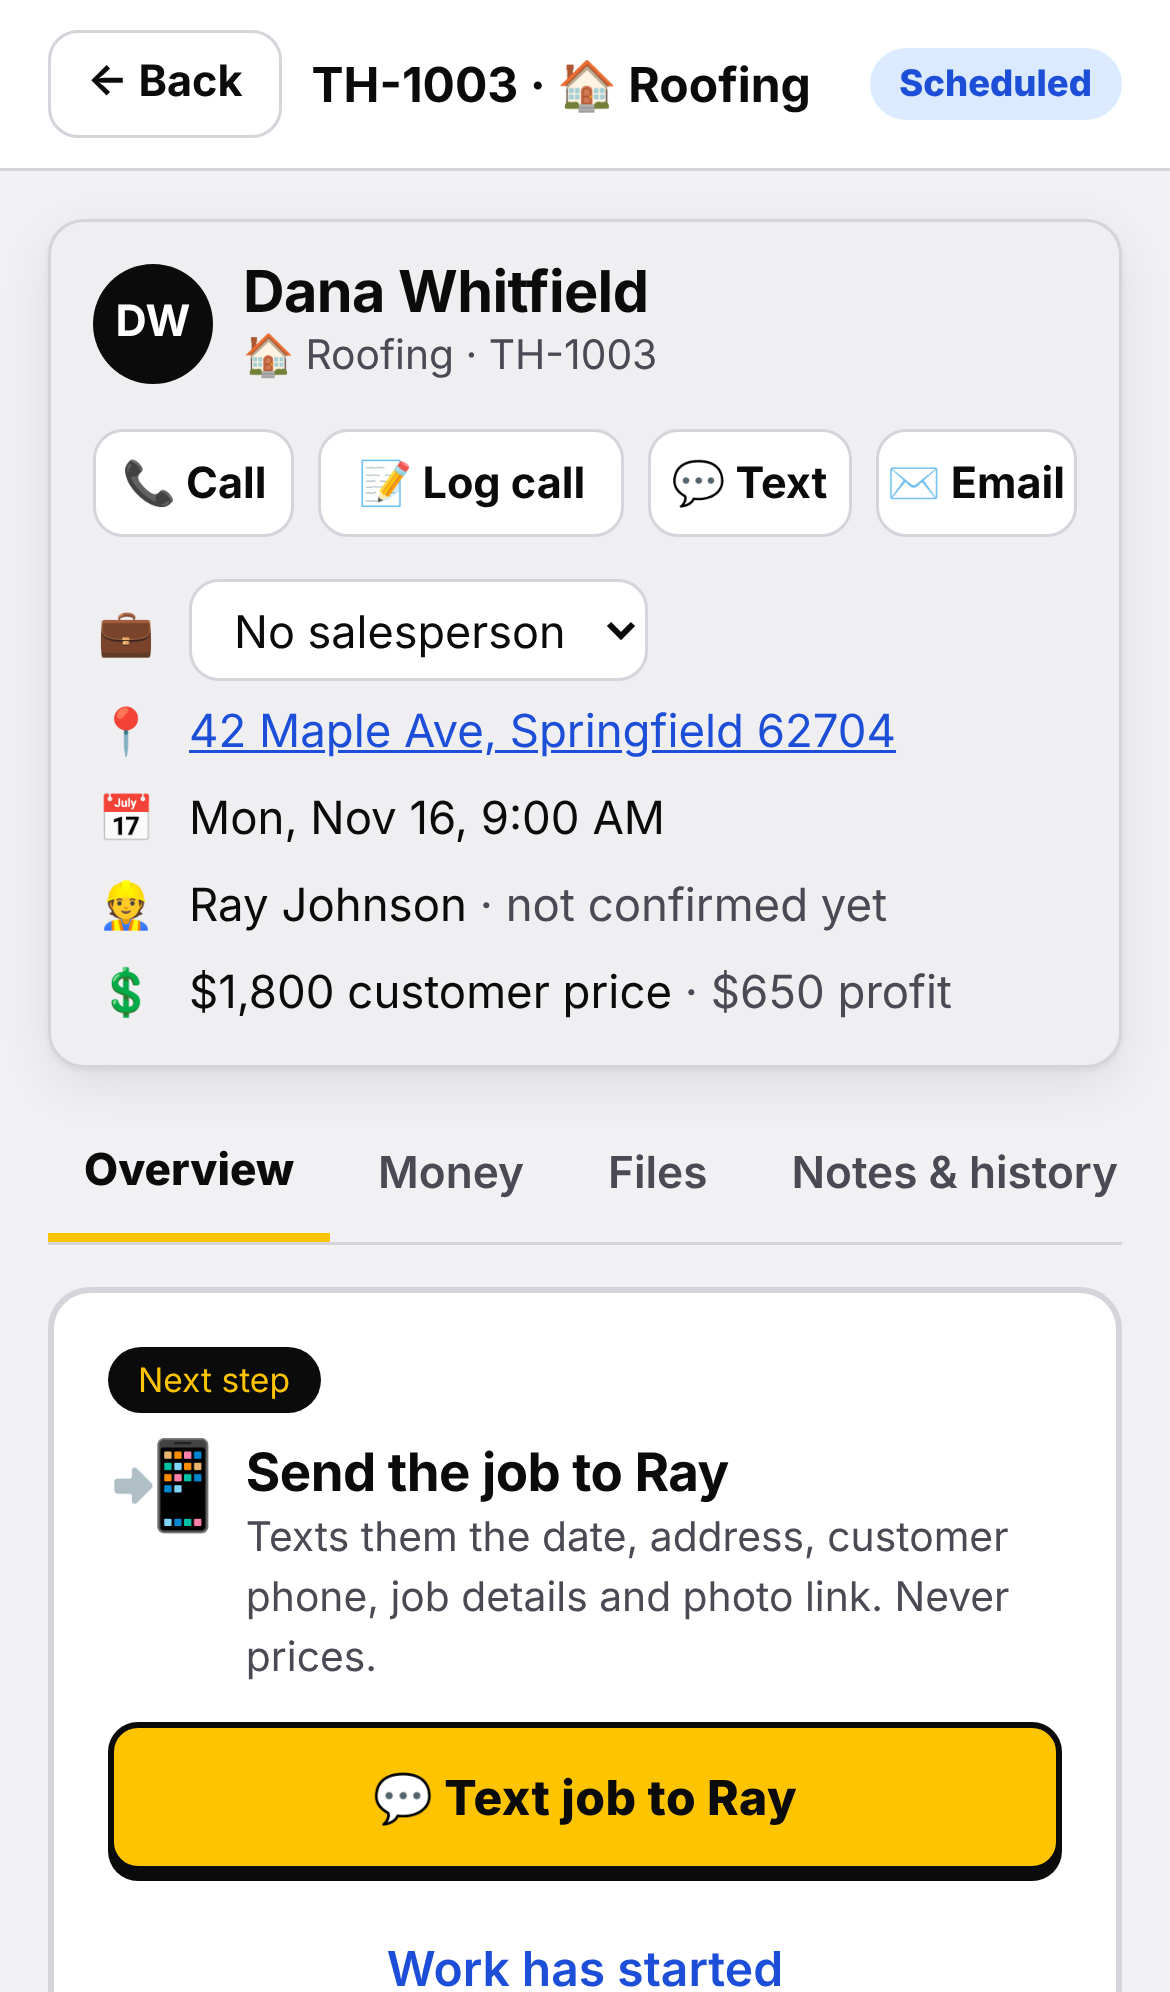 ← Back
TH-1003 · 🏠 Roofing
Scheduled
DW
Dana Whitfield
🏠 Roofing · TH-1003
📞 Call
📝 Log call
💬 Text
✉️ Email
💼 No salesperson
📍 42 Maple Ave, Springfield 62704
📅 Mon, Nov 16, 9:00 AM
👷 Ray Johnson · not confirmed yet
💲 $1,800 customer price · $650 profit
Overview
Money
Files
Notes & history
Next step
📲 Send the job to Ray
Texts them the date, address, customer
phone, job details and photo link. Never
prices.
💬 Text job to Ray
Work has started